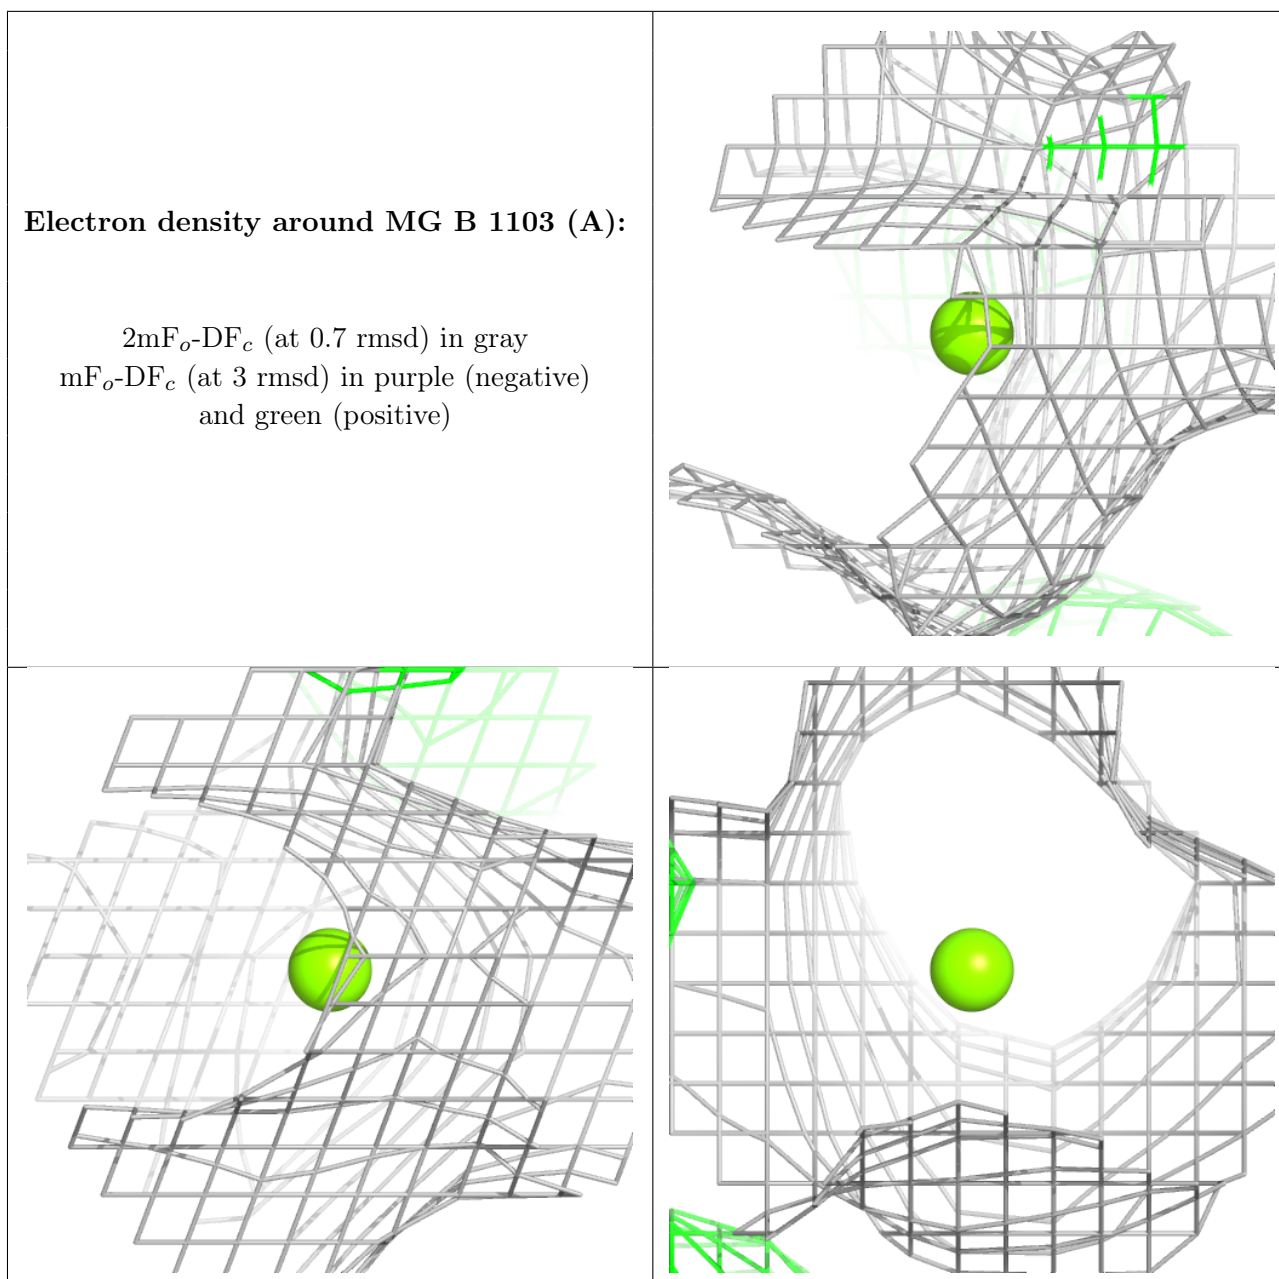 Electron density around MG B 1103 (A):
2mFo-DFc (at 0.7 rmsd) in gray
mFo-DFc (at 3 rmsd) in purple (negative)
and green (positive)